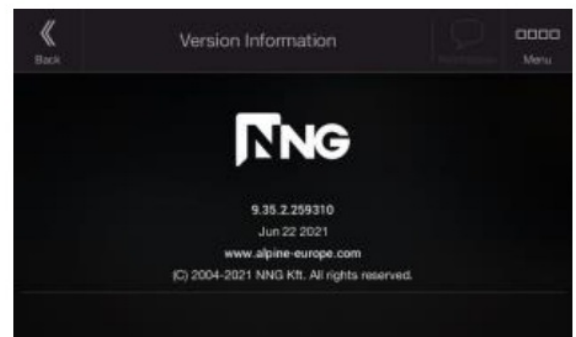 Version Information
Back
Menu
NNG
9.35.2.259310
Jun 22 2021
www.alpine-europe.com
(C) 2004-2021 NNG Kft. All rights reserved.